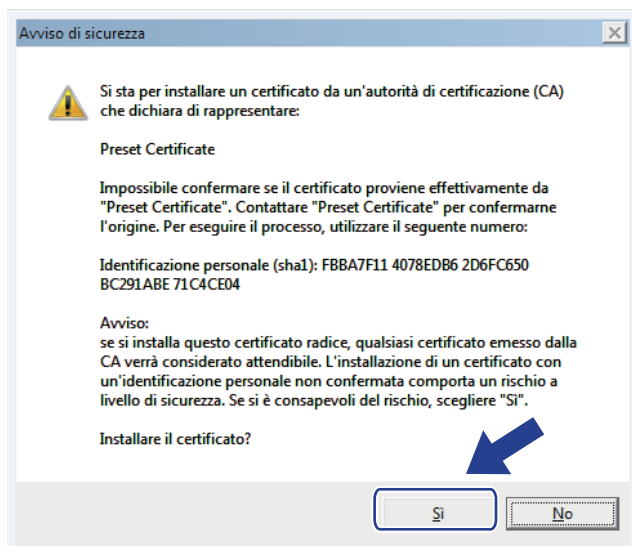 Avviso di sicurezza
Si sta per installare un certificato da un'autorità di certificazione (CA)
che dichiara di rappresentare:
Preset Certificate
Impossibile confermare se il certificato proviene effettivamente da
"Preset Certificate". Contattare "Preset Certificate" per confermarne
l'origine. Per eseguire il processo, utilizzare il seguente numero:
Identificazione personale (sha1): FBBA7F11 4078EDB6 2D6FC650
BC291ABE 71C4CE04
Avviso:
se si installa questo certificato radice, qualsiasi certificato emesso dalla
CA verrà considerato attendibile. L'installazione di un certificato con
un'identificazione personale non confermata comporta un rischio a
livello di sicurezza. Se si è consapevoli del rischio, scegliere "Sì".
Installare il certificato?
Sì
No